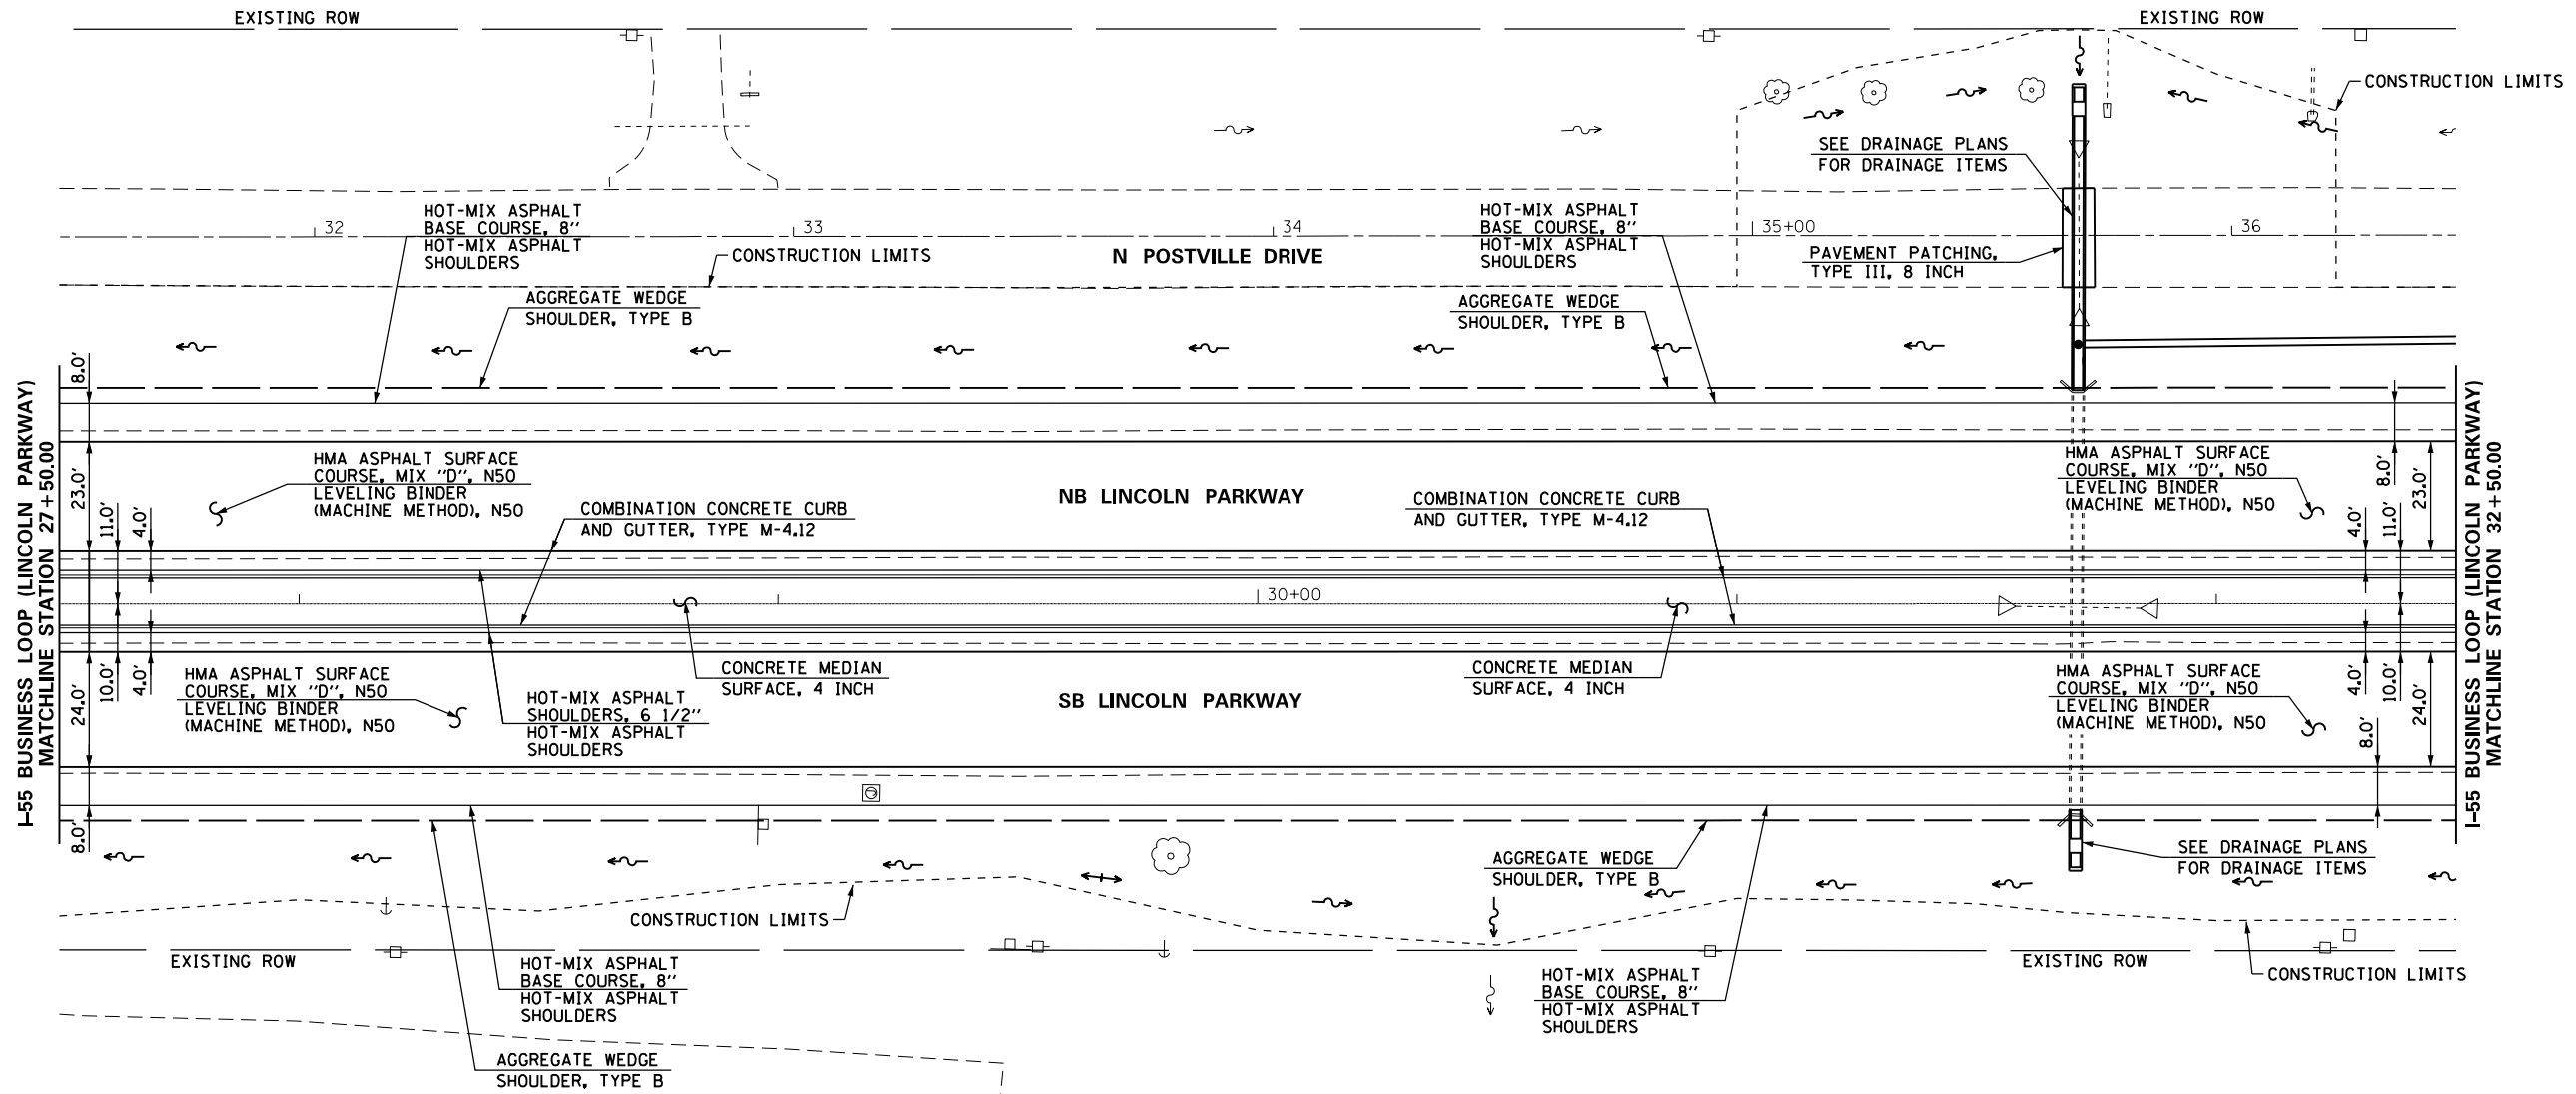 EXISTING ROW
EXISTING ROW
CONSTRUCTION LIMITS
SEE DRAINAGE PLANS
FOR DRAINAGE ITEMS
HOT-MIX ASPHALT
BASE COURSE, 8"
HOT-MIX ASPHALT
SHOULDERS
32
33
34
35+00
36
HOT-MIX ASPHALT
BASE COURSE, 8"
HOT-MIX ASPHALT
SHOULDERS
CONSTRUCTION LIMITS
N POSTVILLE DRIVE
PAVEMENT PATCHING,
TYPE III, 8 INCH
AGGREGATE WEDGE
SHOULDER, TYPE B
AGGREGATE WEDGE
SHOULDER, TYPE B
I-55 BUSINESS LOOP (LINCOLN PARKWAY)
MATCHLINE STATION 27+50.00
8.0'
23.0'
11.0'
4.0'
24.0'
10.0'
4.0'
8.0'
HMA ASPHALT SURFACE
COURSE, MIX "D", N50
LEVELING BINDER
(MACHINE METHOD), N50
COMBINATION CONCRETE CURB
AND GUTTER, TYPE M-4.12
NB LINCOLN PARKWAY
COMBINATION CONCRETE CURB
AND GUTTER, TYPE M-4.12
HMA ASPHALT SURFACE
COURSE, MIX "D", N50
LEVELING BINDER
(MACHINE METHOD), N50
8.0'
23.0'
4.0'
11.0'
4.0'
10.0'
24.0'
8.0'
I-55 BUSINESS LOOP (LINCOLN PARKWAY)
MATCHLINE STATION 32+50.00
30+00
HMA ASPHALT SURFACE
COURSE, MIX "D", N50
LEVELING BINDER
(MACHINE METHOD), N50
CONCRETE MEDIAN
SURFACE, 4 INCH
HOT-MIX ASPHALT
SHOULDERS, 6 1/2"
HOT-MIX ASPHALT
SHOULDERS
SB LINCOLN PARKWAY
CONCRETE MEDIAN
SURFACE, 4 INCH
HMA ASPHALT SURFACE
COURSE, MIX "D", N50
LEVELING BINDER
(MACHINE METHOD), N50
AGGREGATE WEDGE
SHOULDER, TYPE B
SEE DRAINAGE PLANS
FOR DRAINAGE ITEMS
CONSTRUCTION LIMITS
EXISTING ROW
EXISTING ROW
CONSTRUCTION LIMITS
HOT-MIX ASPHALT
BASE COURSE, 8"
HOT-MIX ASPHALT
SHOULDERS
HOT-MIX ASPHALT
BASE COURSE, 8"
HOT-MIX ASPHALT
SHOULDERS
AGGREGATE WEDGE
SHOULDER, TYPE B